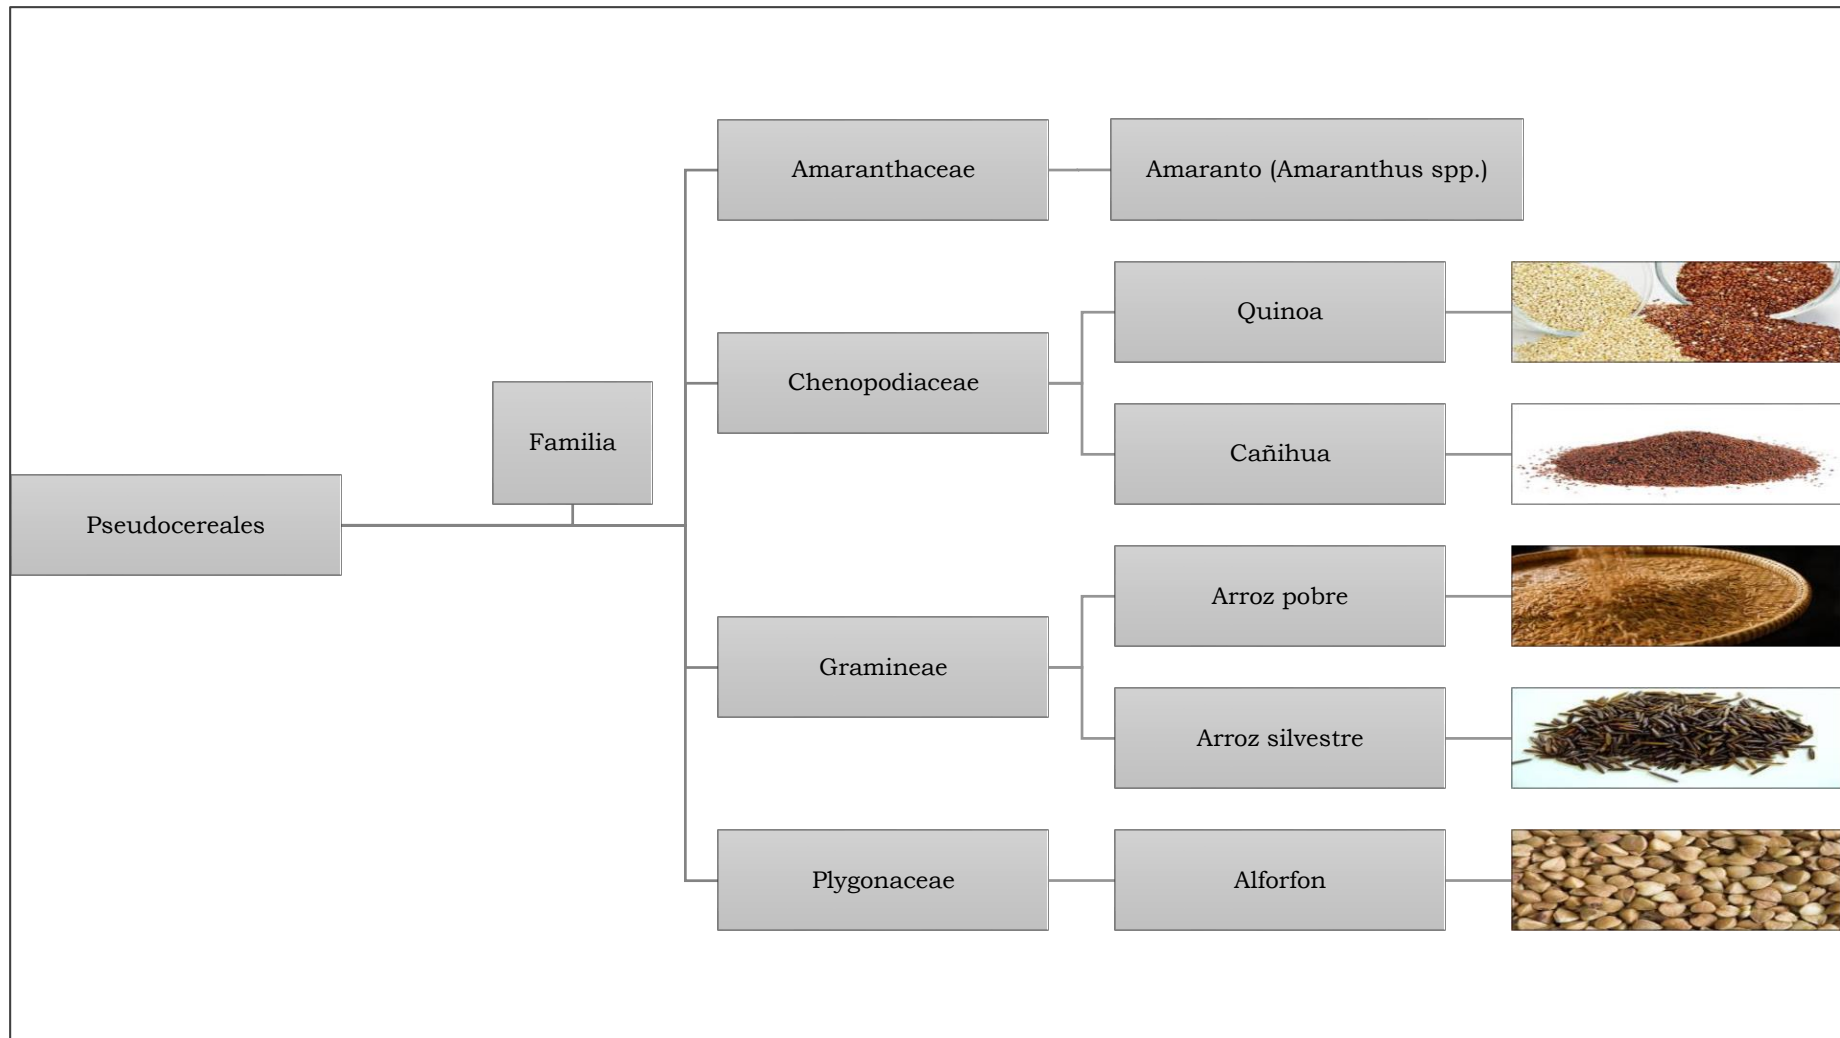 Pseudocereales
Familia
Amaranthaceae
Amaranto (Amaranthus spp.)
Chenopodiaceae
Quinoa
Cañihua
Gramineae
Arroz pobre
Arroz silvestre
Plygonaceae
Alforfon